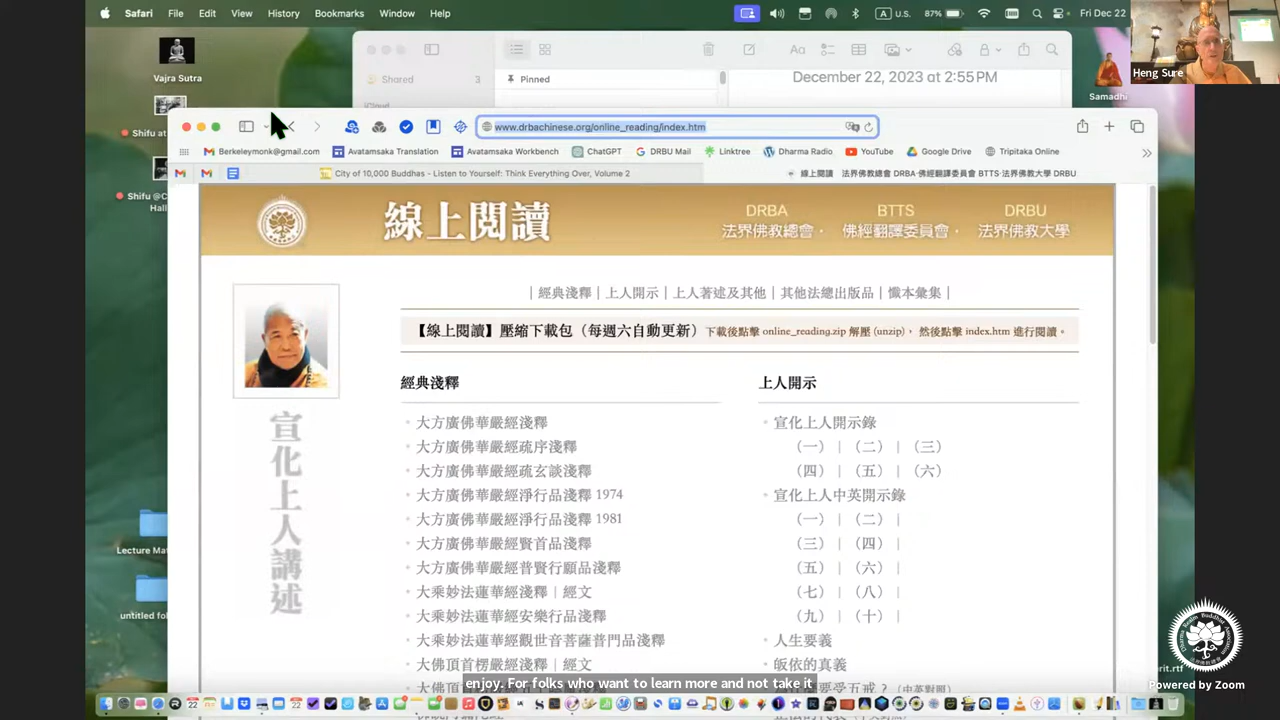 Safari File Edit View History Bookmarks Window Help
U.S. 87% Fri Dec 22
Heng Sure
Vajra Sutra
Shared 3
Pinned
December 22, 2023 at 2:55PM
Samadhi
Shifu at
www.drbachinese.org/online_reading/index.htm
Berkeleymonk@gmail.com Avatamsaka Translation Avatamsaka Workbench ChatGPT DRBU Mail Linktree Dharma Radio YouTube Google Drive Tripitaka Online
City of 10,000 Buddhas - Listen to Yourself: Think Everything Over, Volume 2
線上閱讀 法界佛教總會 DRBA·佛經翻譯委員會 BTTS·法界佛教大學 DRBU
Shifu @C
Hall
線上閱讀
DRBA BTTS DRBU
法界佛教總會· 佛經翻譯委員會· 法界佛教大學
|經典淺釋|上人開示|上人著述及其他|其他法總出版品|懺本彙集|
【線上閱讀】壓縮下載包（每週六自動更新）下載後點擊 online_reading.zip 解壓 (unzip)，然後點擊 index.htm 進行閱讀。
宣化上人講述
經典淺釋
大方廣佛華嚴經淺釋
大方廣佛華嚴經疏序淺釋
大方廣佛華嚴經疏玄談淺釋
大方廣佛華嚴經淨行品淺釋 1974
大方廣佛華嚴經淨行品淺釋 1981
大方廣佛華嚴經賢首品淺釋
大方廣佛華嚴經普賢行願品淺釋
大乘妙法蓮華經淺釋｜經文
大乘妙法蓮華經安樂行品淺釋
大乘妙法蓮華經觀世音菩薩普門品淺釋
大佛頂首楞嚴經淺釋｜經文
上人開示
宣化上人開示錄
（一）｜（二）｜（三）
（四）｜（五）｜（六）
宣化上人中英開示錄
（一）｜（二）｜
（三）｜（四）｜
（五）｜（六）｜
（七）｜（八）｜
（九）｜（十）｜
人生要義
皈依的真義
Lecture Mat
untitled fol
enjoy. For folks who want to learn more and not take it
rit.rtf
Powered by Zoom